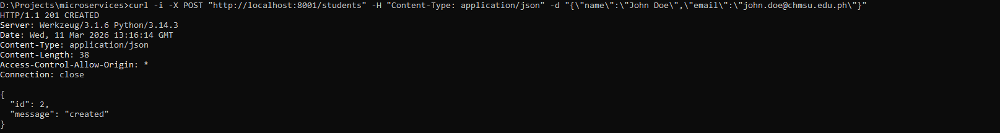 D:\Projects\microservices>curl -i -X POST "http://localhost:8001/students" -H "Content-Type: application/json" -d "{\"name\":\"John Doe\",\"email\":\"john.doe@chmsu.edu.ph\"}"
HTTP/1.1 201 CREATED
Server: Werkzeug/3.1.6 Python/3.14.3
Date: Wed, 11 Mar 2026 13:16:14 GMT
Content-Type: application/json
Content-Length: 38
Access-Control-Allow-Origin: *
Connection: close

{
  "id": 2,
  "message": "created"
}